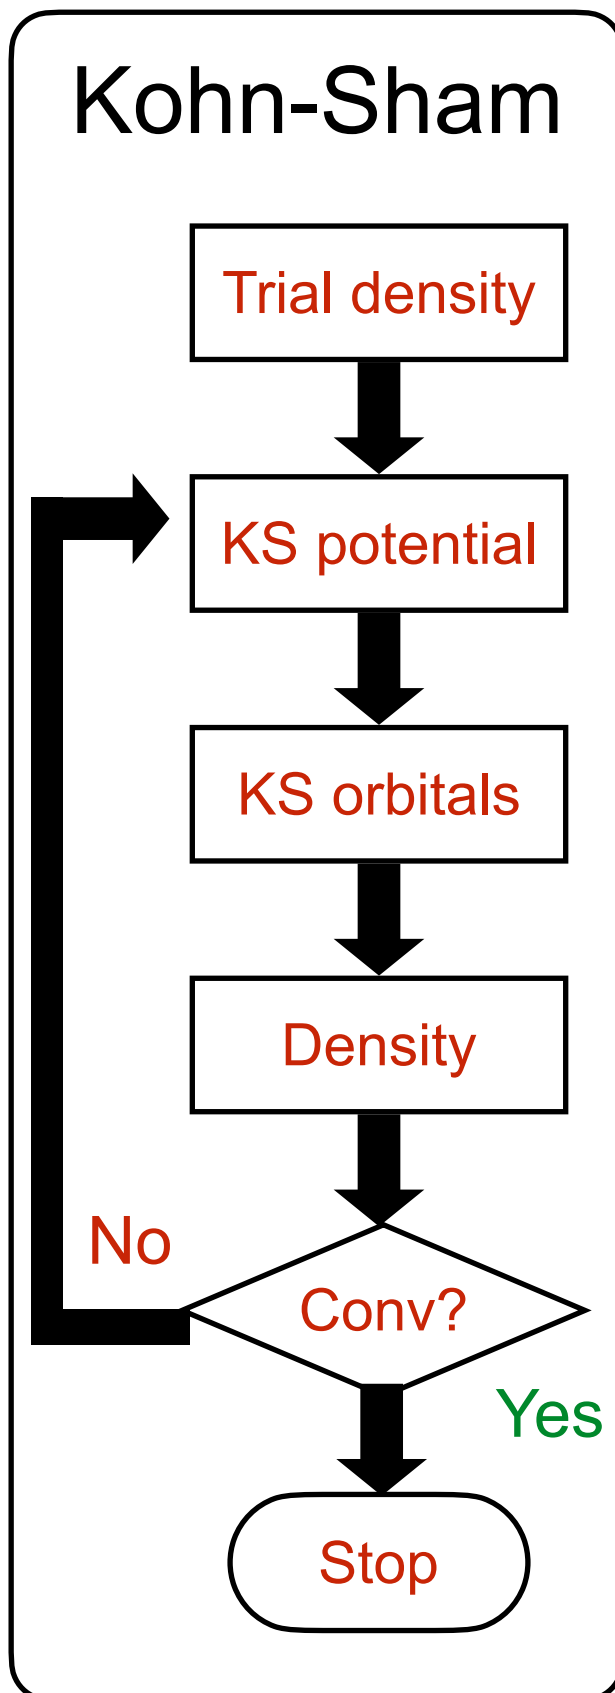 Kohn-Sham
Trial density
KS potential
KS orbitals
Density
No
Conv?
Yes
Stop